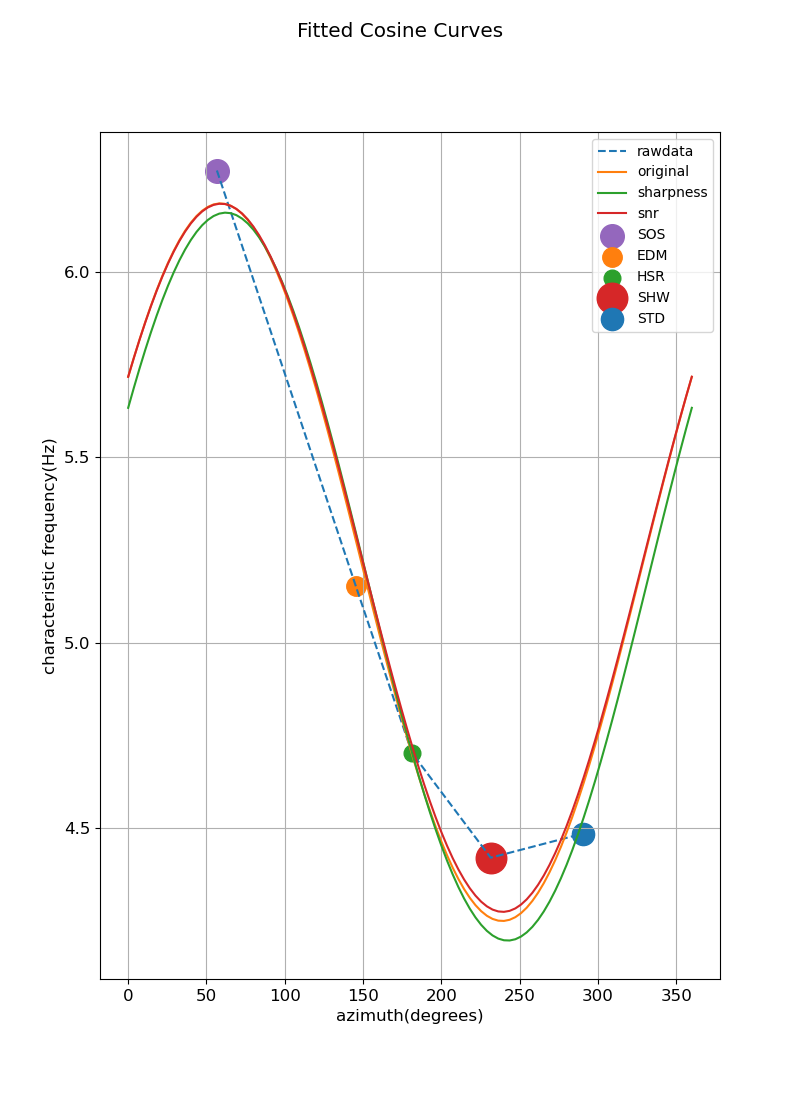 Fitted Cosine Curves
rawdata
original
sharpness
snr
SOS
EDM
HSR
SHW
STD
characteristic frequency(Hz)
6.0
5.5
5.0
4.5
0 50 100 150 200 250 300 350
azimuth(degrees)